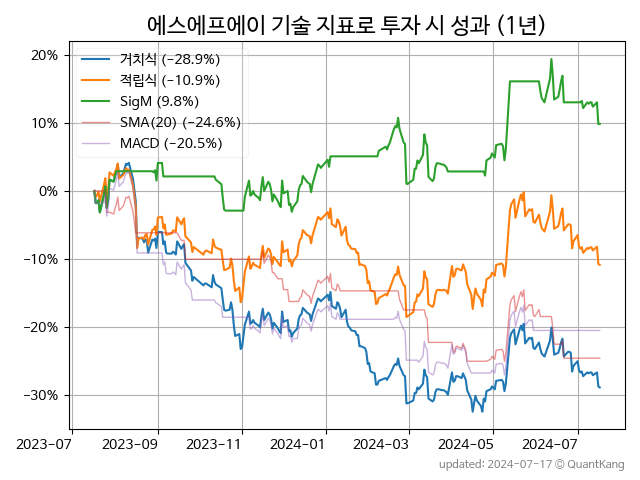 에스에프에이 기술 지표로 투자 시 성과 (1년)
20%
10%
0%
−10%
−20%
−30%
거치식 (−28.9%)
적립식 (−10.9%)
SigM (9.8%)
SMA(20) (−24.6%)
MACD (−20.5%)
2023-07 2023-09 2023-11 2024-01 2024-03 2024-05 2024-07
updated: 2024-07-17 © QuantKang